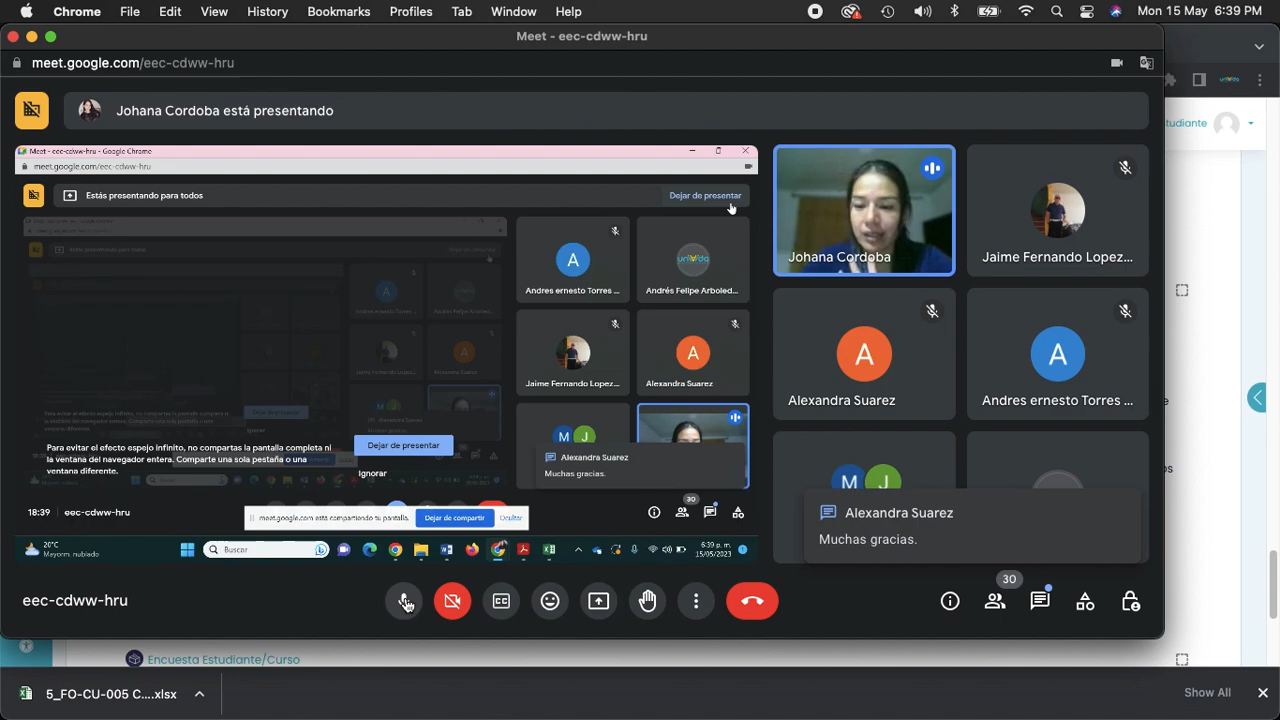 Chrome File Edit View History Bookmarks Profiles Tab Window Help Mon 15 May 6:39 PM
Meet - eec-cdww-hru
meet.google.com/eec-cdww-hru
Johana Cordoba está presentando
studiante
Meet - eec-cdww-hru - Google Chrome
meet.google.com/eec-cdww-hru
Estás presentando para todos
Dejar de presentar
Andres ernesto Torres ...
univida
Andrés Felipe Arboled...
Jaime Fernando Lopez...
A
Alexandra Suarez
A
M J
Alexandra Suarez
Muchas gracias.
Para evitar el efecto espejo infinito, no compartas la pantalla completa ni
la ventana del navegador entera. Comparte una sola pestaña o una
ventana diferente.
Dejar de presentar
Ignorar
18:39 eec-cdww-hru
30
meet.google.com está compartiendo tu pantalla.
Dejar de compartir
Ocultar
20°C
Mayorm. nublado
Buscar
6:39 p. m.
15/05/2023
Johana Cordoba
Jaime Fernando Lopez...
A
Alexandra Suarez
A
Andres ernesto Torres ...
M J
Alexandra Suarez
Muchas gracias.
eec-cdww-hru
30
Encuesta Estudiante/Curso
5_FO-CU-005 C....xlsx
Show All